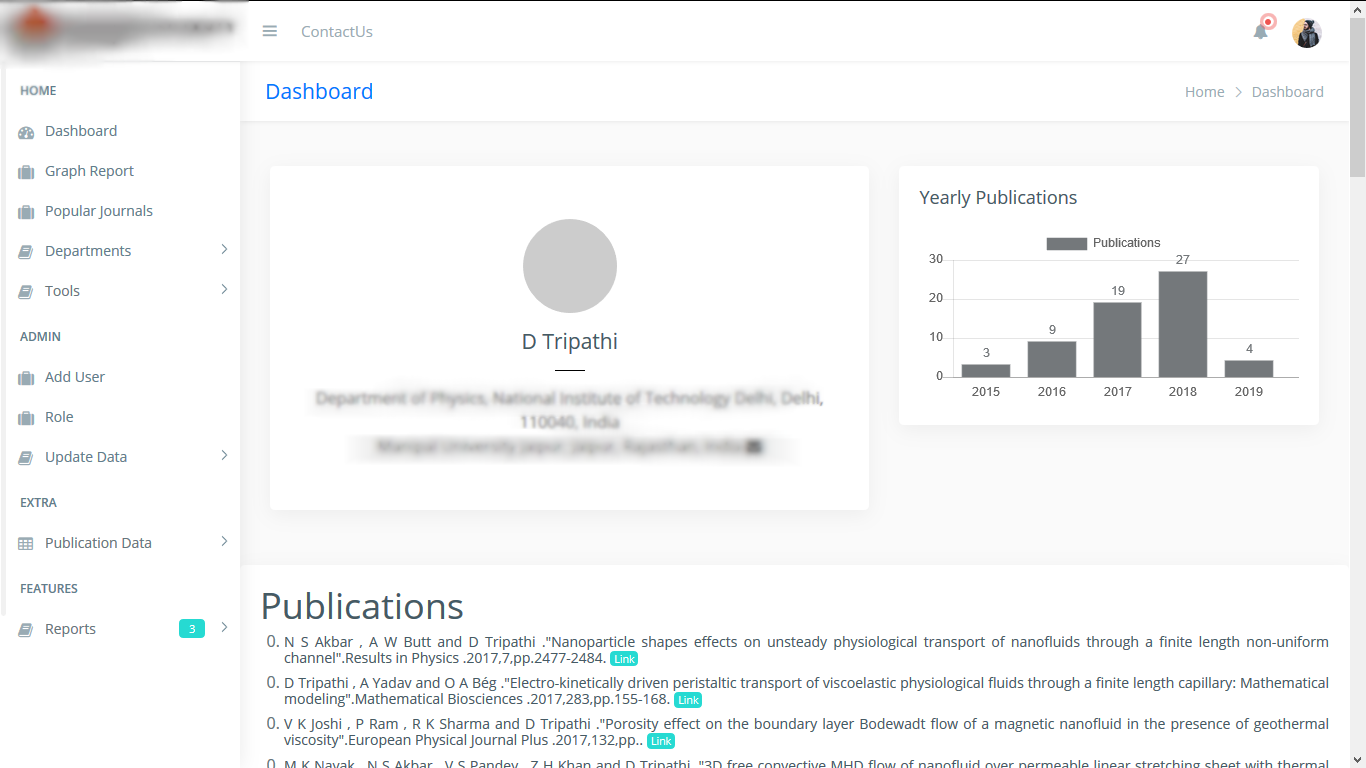 ContactUs
Dashboard
Home
Dashboard
HOME
Dashboard
Graph Report
Popular Journals
Departments
Tools
ADMIN
Add User
Role
Update Data
EXTRA
Publication Data
FEATURES
Reports 3
D Tripathi
Department of Physics, National Institute of Technology Delhi, Delhi,
110040, India
Manipal University Jaipur, Jaipur, Rajasthan, India
Yearly Publications
Publications
30
20
10
0
3
9
19
27
4
2015
2016
2017
2018
2019
Publications
0. N S Akbar , A W Butt and D Tripathi ."Nanoparticle shapes effects on unsteady physiological transport of nanofluids through a finite length non-uniform
channel".Results in Physics .2017,7,pp.2477-2484. Link
0. D Tripathi , A Yadav and O A Bég ."Electro-kinetically driven peristaltic transport of viscoelastic physiological fluids through a finite length capillary: Mathematical
modeling".Mathematical Biosciences .2017,283,pp.155-168. Link
0. V K Joshi , P Ram , R K Sharma and D Tripathi ."Porosity effect on the boundary layer Bodewadt flow of a magnetic nanofluid in the presence of geothermal
viscosity".European Physical Journal Plus .2017,132,pp.. Link
0. M K Nayak , N S Akbar , V S Pandey , Z H Khan and D Tripathi ."3D free convective MHD flow of nanofluid over permeable linear stretching sheet with thermal